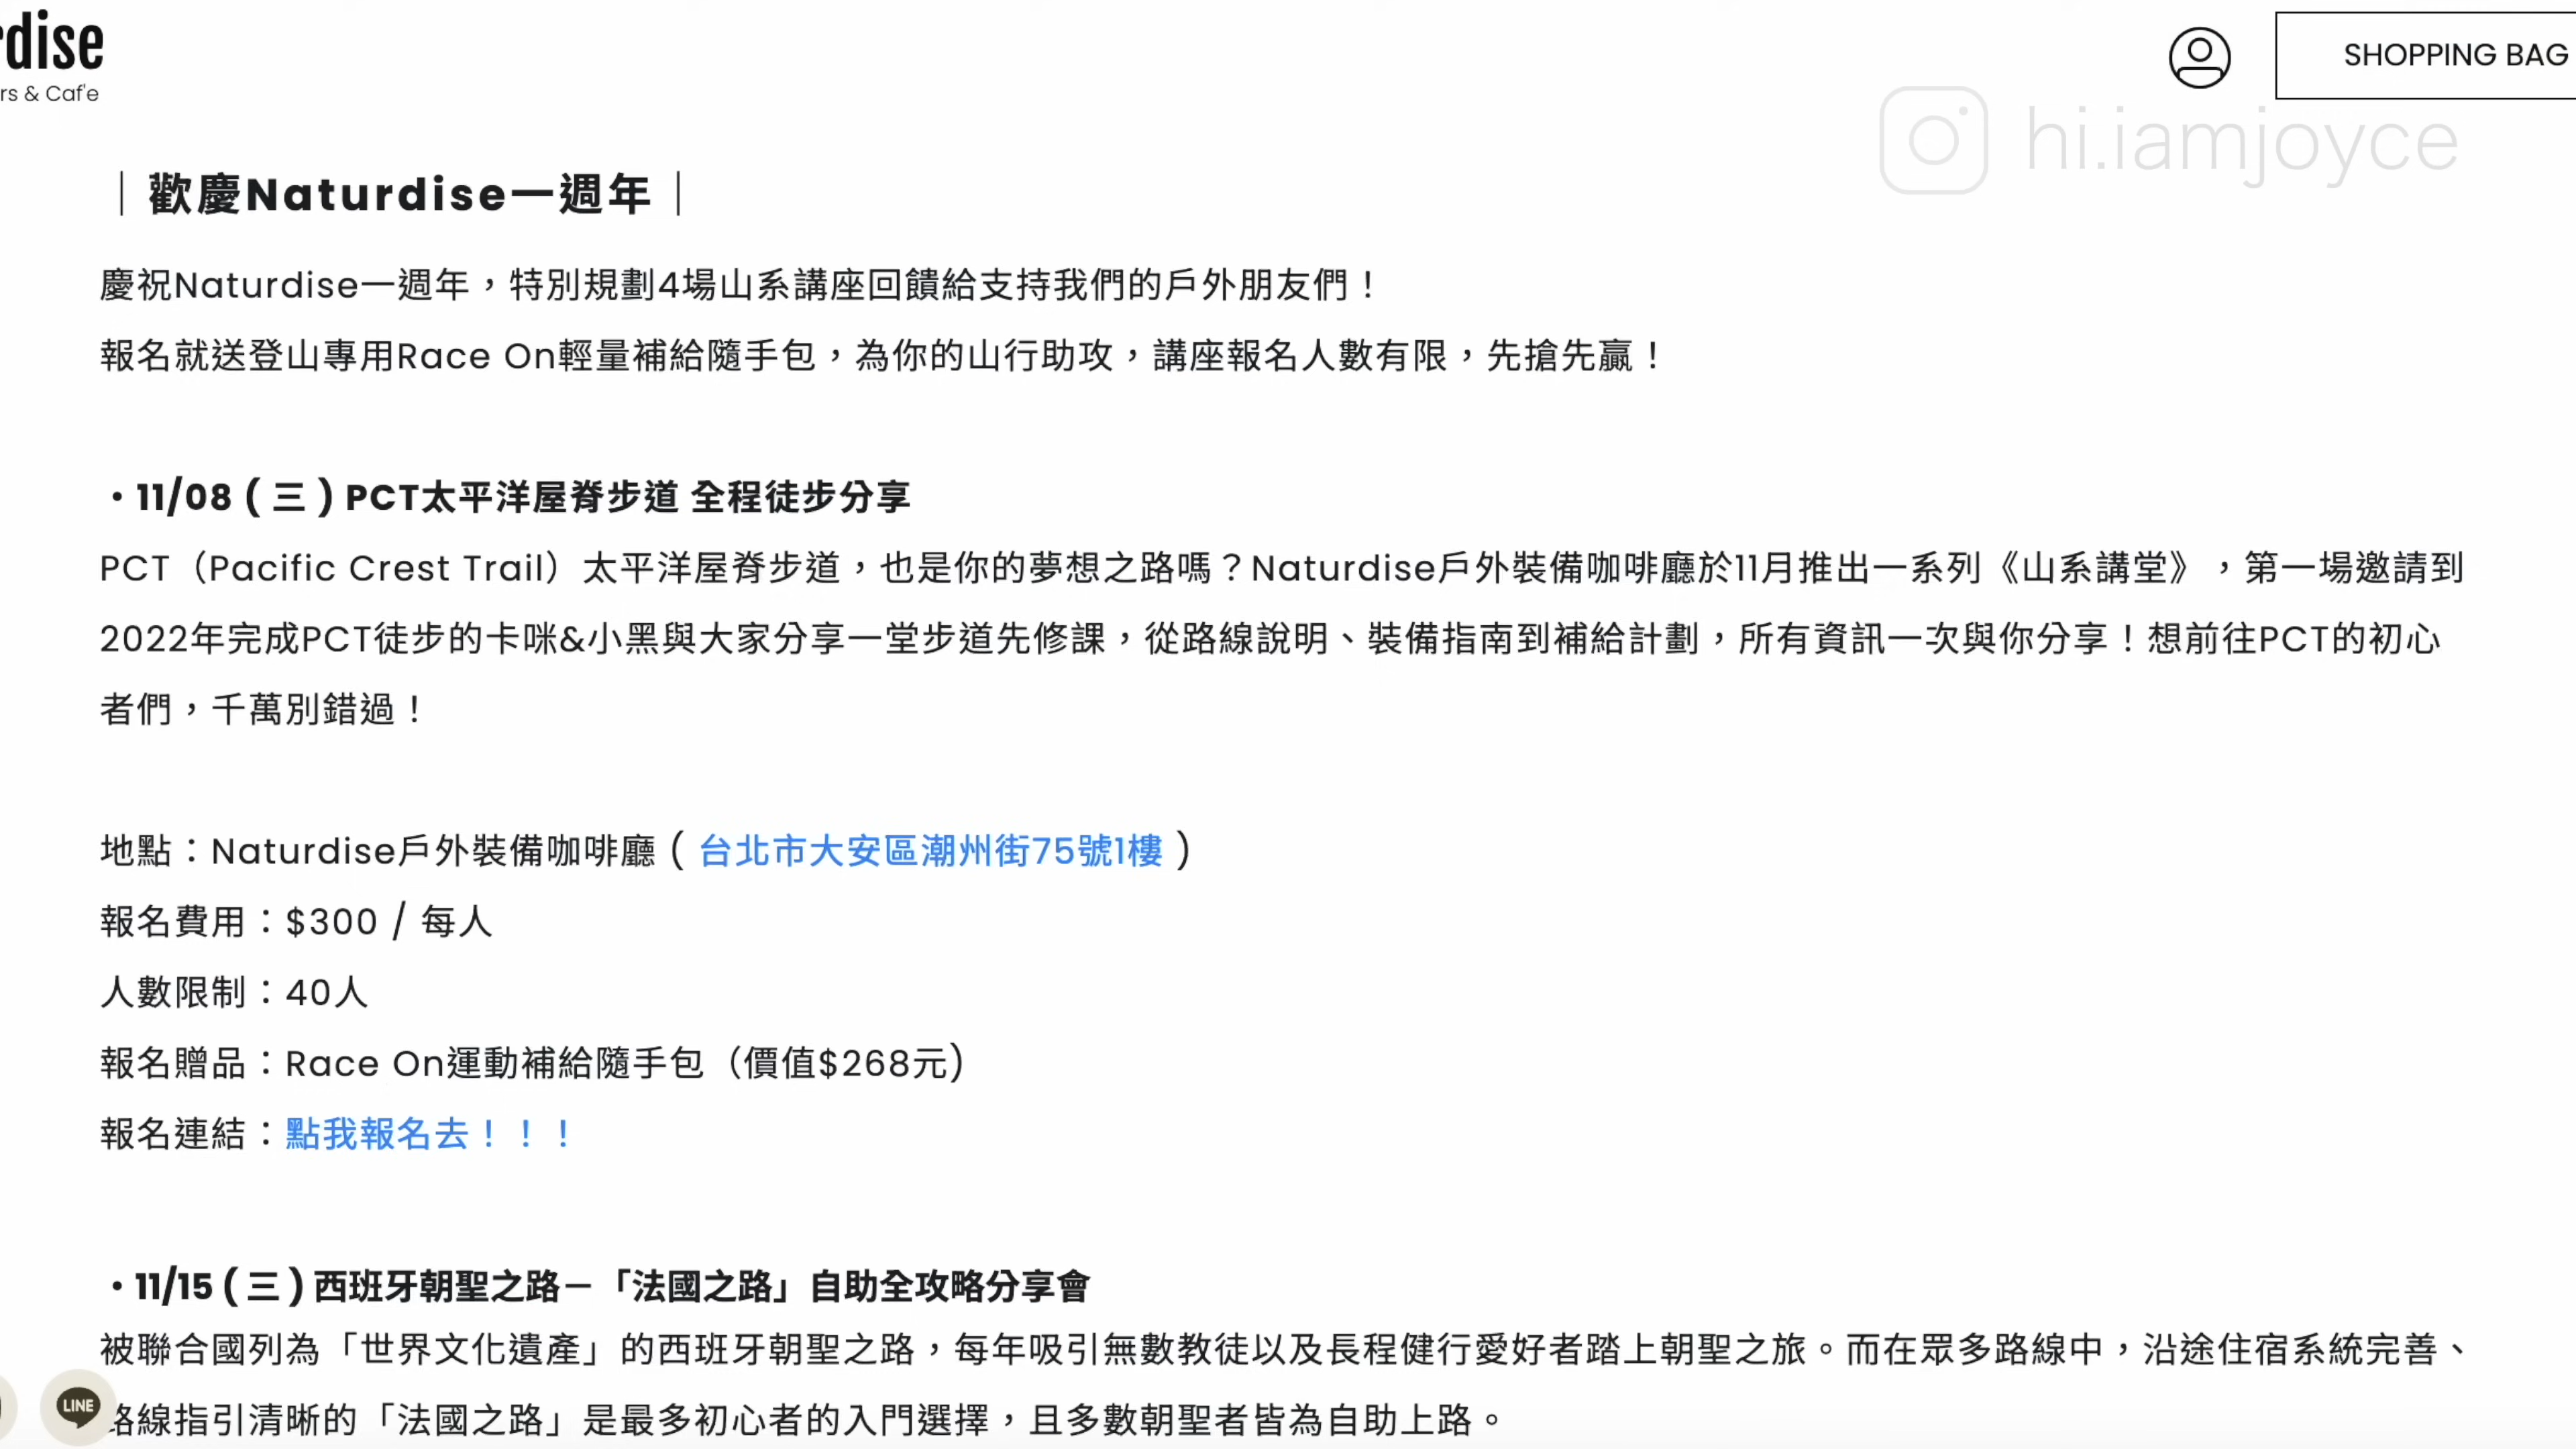 rdise
rs & Caf'e
SHOPPING BAG
hi.iamjoyce
｜歡慶Naturdise一週年｜
慶祝Naturdise一週年，特別規劃4場山系講座回饋給支持我們的戶外朋友們！
報名就送登山專用Race On輕量補給隨手包，為你的山行助攻，講座報名人數有限，先搶先贏！
・11/08 ( 三 ) PCT太平洋屋脊步道 全程徒步分享
PCT（Pacific Crest Trail）太平洋屋脊步道，也是你的夢想之路嗎？Naturdise戶外裝備咖啡廳於11月推出一系列《山系講堂》，第一場邀請到
2022年完成PCT徒步的卡咪&小黑與大家分享一堂步道先修課，從路線說明、裝備指南到補給計劃，所有資訊一次與你分享！想前往PCT的初心
者們，千萬別錯過！
地點：Naturdise戶外裝備咖啡廳 ( 台北市大安區潮州街75號1樓 )
報名費用：$300 / 每人
人數限制：40人
報名贈品：Race On運動補給隨手包（價值$268元)
報名連結：點我報名去！！！
・11/15 ( 三 ) 西班牙朝聖之路－「法國之路」自助全攻略分享會
被聯合國列為「世界文化遺產」的西班牙朝聖之路，每年吸引無數教徒以及長程健行愛好者踏上朝聖之旅。而在眾多路線中，沿途住宿系統完善、
LINE
路線指引清晰的「法國之路」是最多初心者的入門選擇，且多數朝聖者皆為自助上路。